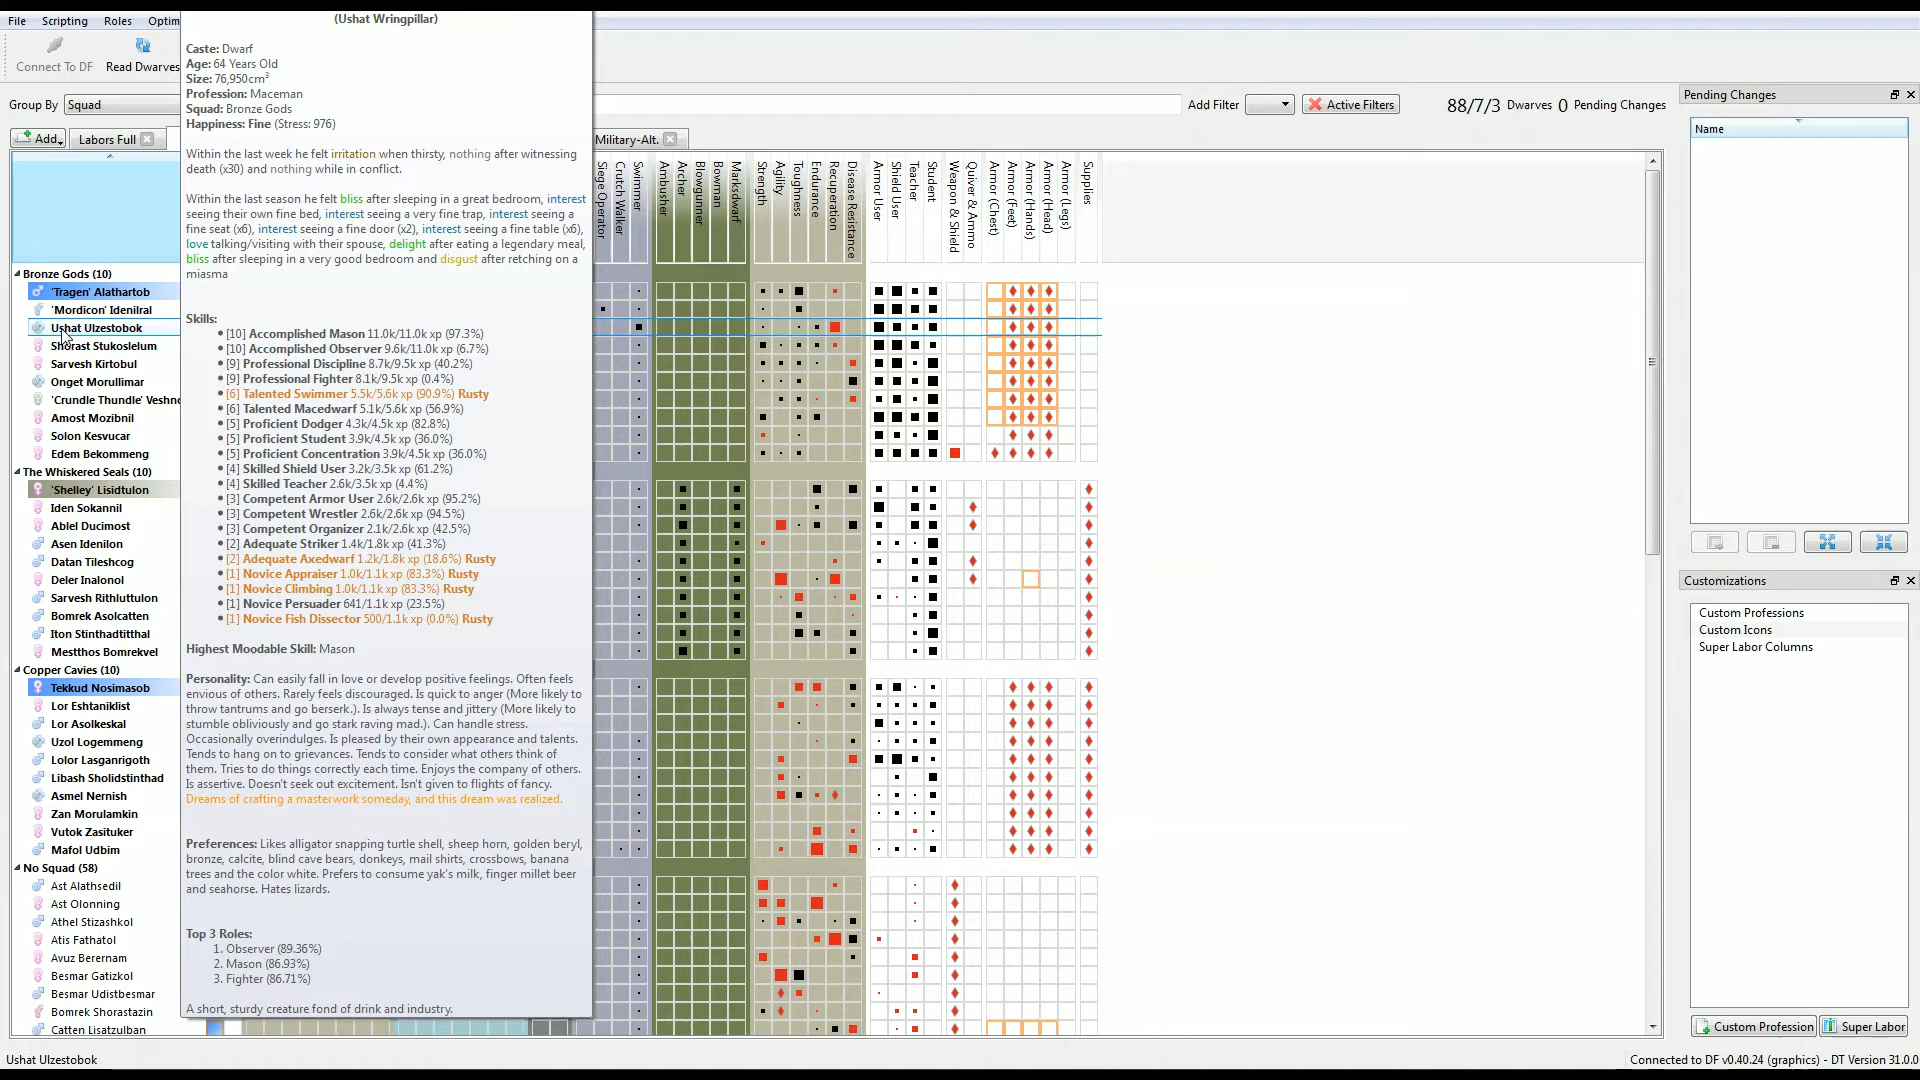 File Scripting Roles Optim
Connect To DF Read Dwarves
Group By Squad Add Filter Active Filters 88/7/3 Dwarves 0 Pending Changes
Add Labors Full Military-Alt.
(Ushat Wringpillar)
Caste: Dwarf
Age: 64 Years Old
Size: 76,950cm3
Profession: Maceman
Squad: Bronze Gods
Happiness: Fine (Stress: 976)
Within the last week he felt irritation when thirsty, nothing after witnessing
death (x30) and nothing while in conflict.
Within the last season he felt bliss after sleeping in a great bedroom, interest
seeing their own fine bed, interest seeing a very fine trap, interest seeing a
fine seat (x6), interest seeing a fine door (x2), interest seeing a fine table (x6),
love talking/visiting with their spouse, delight after eating a legendary meal,
bliss after sleeping in a very good bedroom and disgust after retching on a
miasma
Skills:
• [10] Accomplished Mason 11.0k/11.0k xp (97.3%)
• [10] Accomplished Observer 9.6k/11.0k xp (6.7%)
• [9] Professional Discipline 8.7k/9.5k xp (40.2%)
• [9] Professional Fighter 8.1k/9.5k xp (0.4%)
• [6] Talented Swimmer 5.5k/5.6k xp (90.9%) Rusty
• [6] Talented Macedwarf 5.1k/5.6k xp (56.9%)
• [5] Proficient Dodger 4.3k/4.5k xp (82.8%)
• [5] Proficient Student 3.9k/4.5k xp (36.0%)
• [5] Proficient Concentration 3.9k/4.5k xp (36.0%)
• [4] Skilled Shield User 3.2k/3.5k xp (61.2%)
• [4] Skilled Teacher 2.6k/3.5k xp (4.4%)
• [3] Competent Armor User 2.6k/2.6k xp (95.2%)
• [3] Competent Wrestler 2.6k/2.6k xp (94.5%)
• [3] Competent Organizer 2.1k/2.6k xp (42.5%)
• [2] Adequate Striker 1.4k/1.8k xp (41.3%)
• [2] Adequate Axedwarf 1.2k/1.8k xp (18.6%) Rusty
• [1] Novice Appraiser 1.0k/1.1k xp (83.3%) Rusty
• [1] Novice Climbing 1.0k/1.1k xp (83.3%) Rusty
• [1] Novice Persuader 641/1.1k xp (23.5%)
• [1] Novice Fish Dissector 500/1.1k xp (0.0%) Rusty
Highest Moodable Skill: Mason
Personality: Can easily fall in love or develop positive feelings. Often feels
envious of others. Rarely feels discouraged. Is quick to anger (More likely to
throw tantrums and go berserk.). Is always tense and jittery (More likely to
stumble obliviously and go stark raving mad.). Can handle stress.
Occasionally overindulges. Is pleased by their own appearance and talents.
Tends to hang on to grievances. Tends to consider what others think of
them. Tries to do things correctly each time. Enjoys the company of others.
Is assertive. Doesn't seek out excitement. Isn't given to flights of fancy.
Dreams of crafting a masterwork someday, and this dream was realized.
Preferences: Likes alligator snapping turtle shell, sheep horn, golden beryl,
bronze, calcite, blind cave bears, donkeys, mail shirts, crossbows, banana
trees and the color white. Prefers to consume yak's milk, finger millet beer
and seahorse. Hates lizards.
Top 3 Roles:
1. Observer (89.36%)
2. Mason (86.93%)
3. Fighter (86.71%)
A short, sturdy creature fond of drink and industry.
Bronze Gods (10)
'Tragen' Alathartob
'Mordicon' Idenilral
Ushat Ulzestobok
Shorast Stukoslelum
Sarvesh Kirtobul
Onget Morullimar
'Crundle Thundle' Veshno
Amost Mozibnil
Solon Kesvucar
Edem Bekommeng
The Whiskered Seals (10)
'Shelley' Lisidtulon
Iden Sokannil
Ablel Ducimost
Asen Idenilon
Datan Tileshcog
Deler Inalonol
Sarvesh Rithlutulon
Bomrek Asolcatten
Iton Stinthadtitthal
Mestthos Bomrekvel
Copper Cavies (10)
Tekkud Nosimasob
Lor Eshtaniklist
Lor Asolkeskal
Uzol Logemmeng
Lolor Lasganrigoth
Libash Sholidstinthad
Asmel Nernish
Zan Morulamkin
Vutok Zasituker
Mafol Udbim
No Squad (58)
Ast Alathsedil
Ast Olonning
Athel Stizashkol
Atis Fathatol
Avuz Berernam
Besmar Gatizkol
Besmar Udistbesmar
Bomrek Shorastazin
Catten Lisatzulban
Siege Operator
Crutch Walker
Swimmer
Ambusher
Archer
Blowgunner
Bowman
Marksdwarf
Strength
Agility
Toughness
Endurance
Recuperation
Disease Resistance
Armor User
Shield User
Teacher
Student
Weapon & Shield
Quiver & Ammo
Armor (Chest)
Armor (Feet)
Armor (Hands)
Armor (Head)
Armor (Legs)
Supplies
Pending Changes
Name
Customizations
Custom Professions
Custom Icons
Super Labor Columns
Custom Profession Super Labor
Ushat Ulzestobok Connected to DF v0.40.24 (graphics) - DT Version 31.0.0